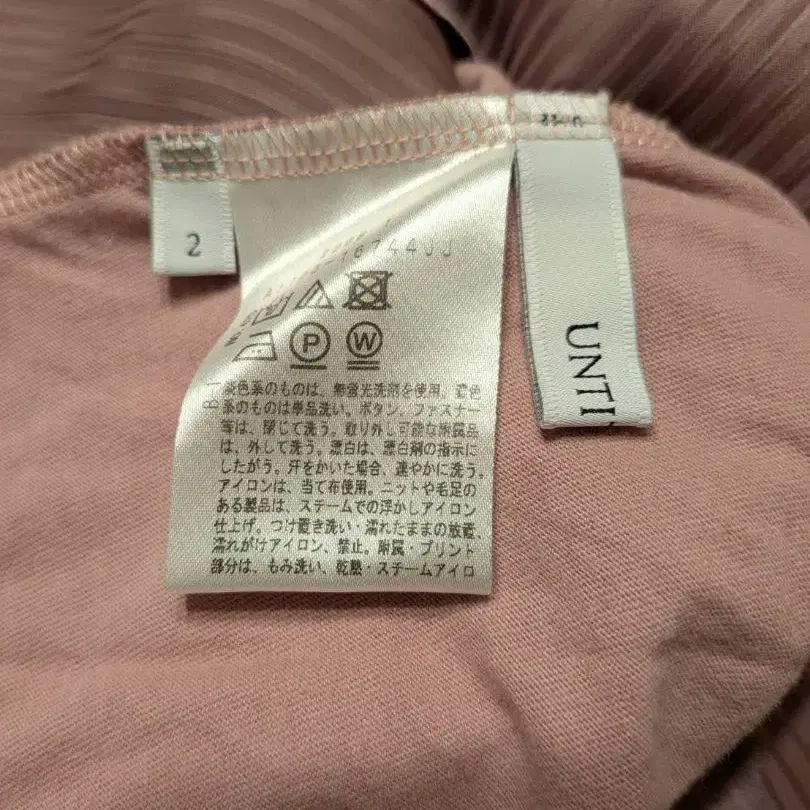 2
UNTI
P
W
淡色系のものは、無蛍光洗剤を使用。濃色
系のものは単品洗い。ボタン、ファスナー
等は、閉じて洗う。取り外し可能な附属品
は、外して洗う。漂白は、漂白剤の指示に
したがう。汗をかいた場合、速やかに洗う。
アイロンは、当て布使用。ニットや毛足の
ある製品は、スチームでの浮かしアイロン
仕上げ。つけ置き洗い・濡れたままの放置、
濡れがけアイロン、禁止。附属・プリント
部分は、もみ洗い、乾熱・スチームアイロ